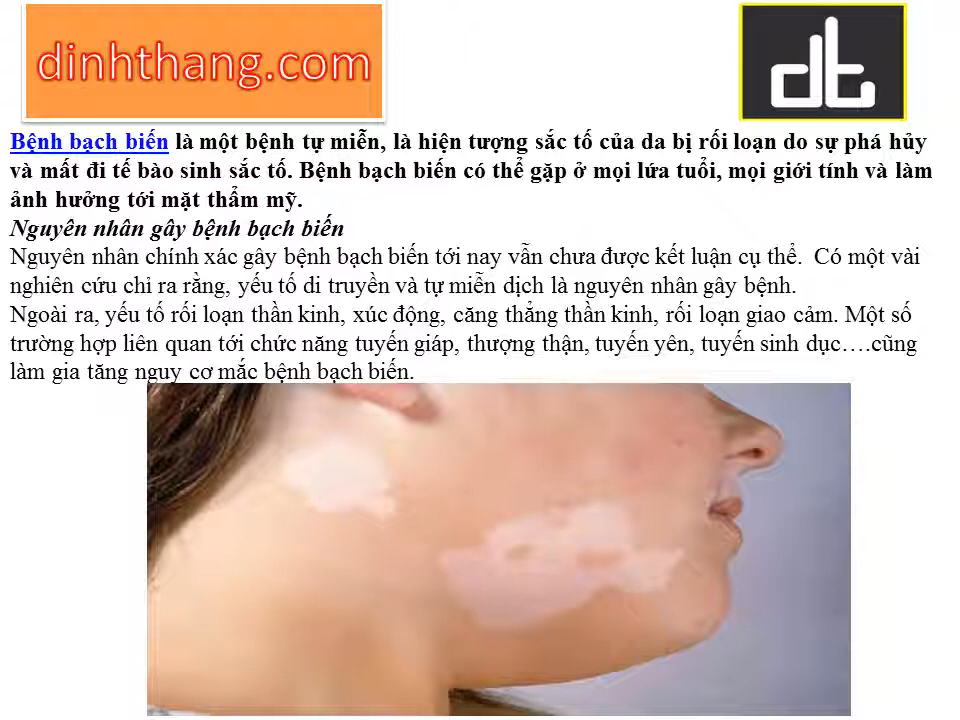 dinhthang.com
dt
Bệnh bạch biến là một bệnh tự miễn, là hiện tượng sắc tố của da bị rối loạn do sự phá hủy
và mất đi tế bào sinh sắc tố. Bệnh bạch biến có thể gặp ở mọi lứa tuổi, mọi giới tính và làm
ảnh hưởng tới mặt thẩm mỹ.
Nguyên nhân gây bệnh bạch biến
Nguyên nhân chính xác gây bệnh bạch biến tới nay vẫn chưa được kết luận cụ thể.  Có một vài
nghiên cứu chỉ ra rằng, yếu tố di truyền và tự miễn dịch là nguyên nhân gây bệnh.
Ngoài ra, yếu tố rối loạn thần kinh, xúc động, căng thẳng thần kinh, rối loạn giao cảm. Một số
trường hợp liên quan tới chức năng tuyến giáp, thượng thận, tuyến yên, tuyến sinh dục….cũng
làm gia tăng nguy cơ mắc bệnh bạch biến.